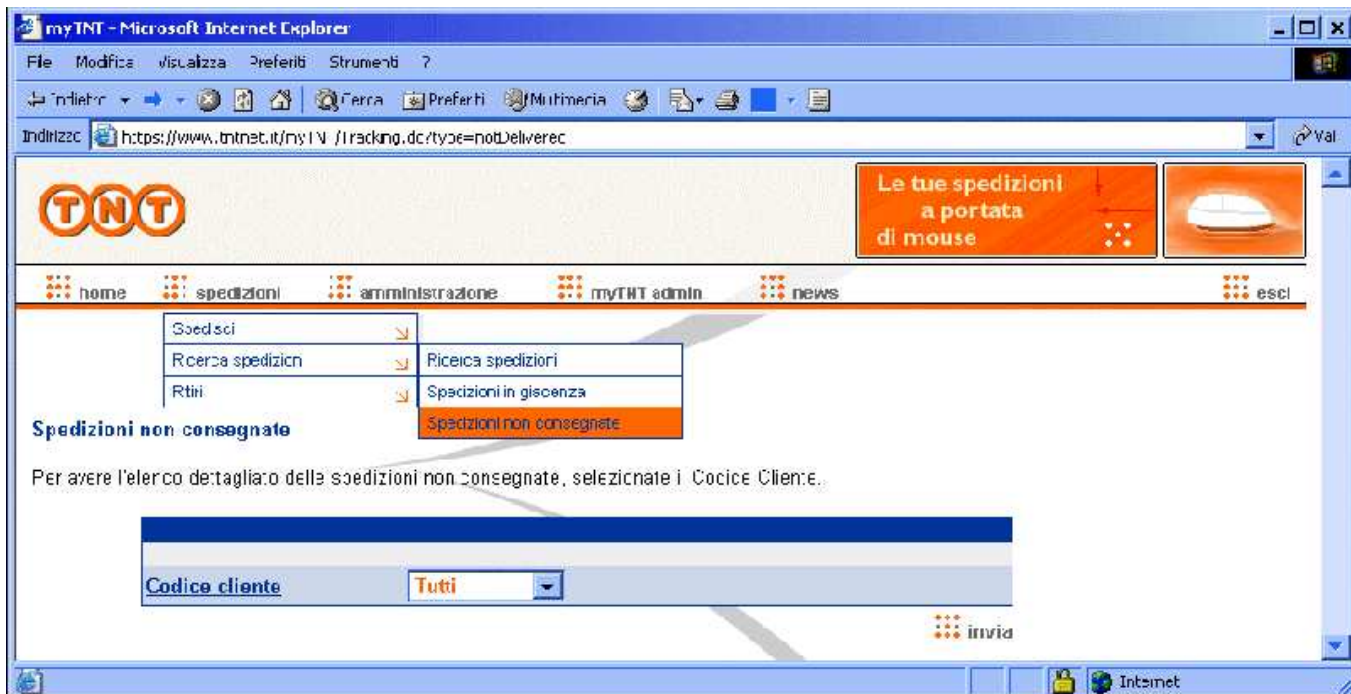 myTNT - Microsoft Internet Explorer
File Modifica Visualizza Preferiti Strumenti ?
Indietro Cerca Preferiti Multimedia
Indirizzo https://www.tntnet.it/myTNT/Tracking.do?type=notDelivered Vai
TNT
Le tue spedizioni
a portata
di mouse
home spedizioni amministrazione myTNT admin news esci
Spedisci
Ricerca spedizioni Ricerca spedizioni
Ritiri Spedizioni in giacenza
Spedizioni non consegnate
Spedizioni non consegnate
Per avere l'elenco dettagliato delle spedizioni non consegnate, selezionate il Codice Cliente.
Codice cliente Tutti
invia
Internet